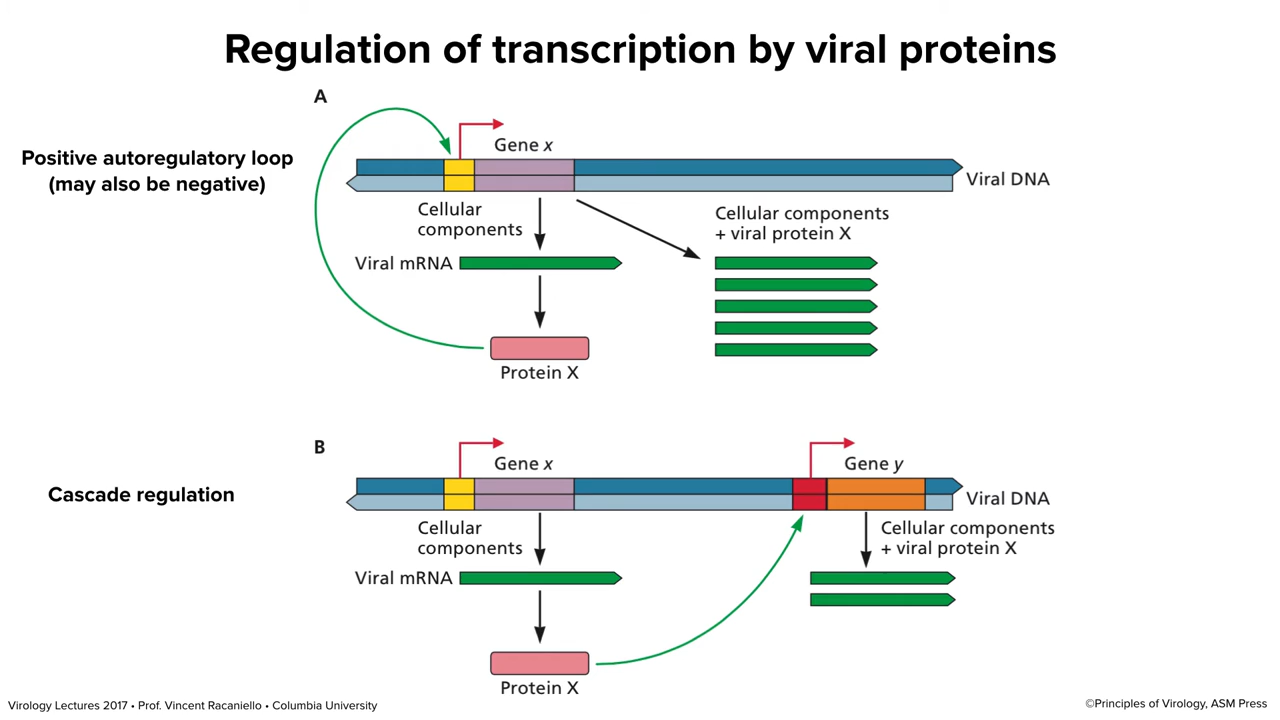 Regulation of transcription by viral proteins
A
Positive autoregulatory loop
(may also be negative)
Gene x
Viral DNA
Cellular
components
Cellular components
+ viral protein X
Viral mRNA
Protein X
B
Cascade regulation
Gene x
Gene y
Viral DNA
Cellular
components
Cellular components
+ viral protein X
Viral mRNA
Protein X
Virology Lectures 2017 • Prof. Vincent Racaniello • Columbia University
©Principles of Virology, ASM Press